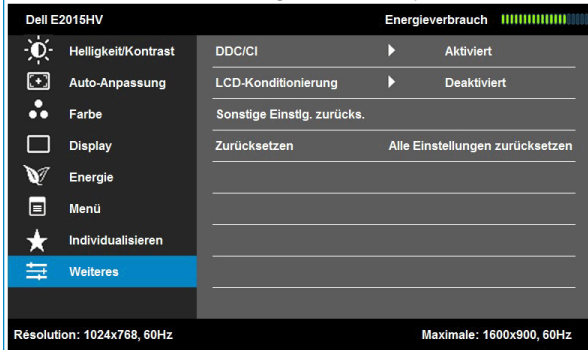 Dell E2015HV Energieverbrauch
Helligkeit/Kontrast DDC/CI Aktiviert
Auto-Anpassung LCD-Konditionierung Deaktiviert
Farbe Sonstige Einstlg. zurücks.
Display Zurücksetzen Alle Einstellungen zurücksetzen
Energie
Menü
Individualisieren
Weiteres
Résolution: 1024x768, 60Hz Maximale: 1600x900, 60Hz